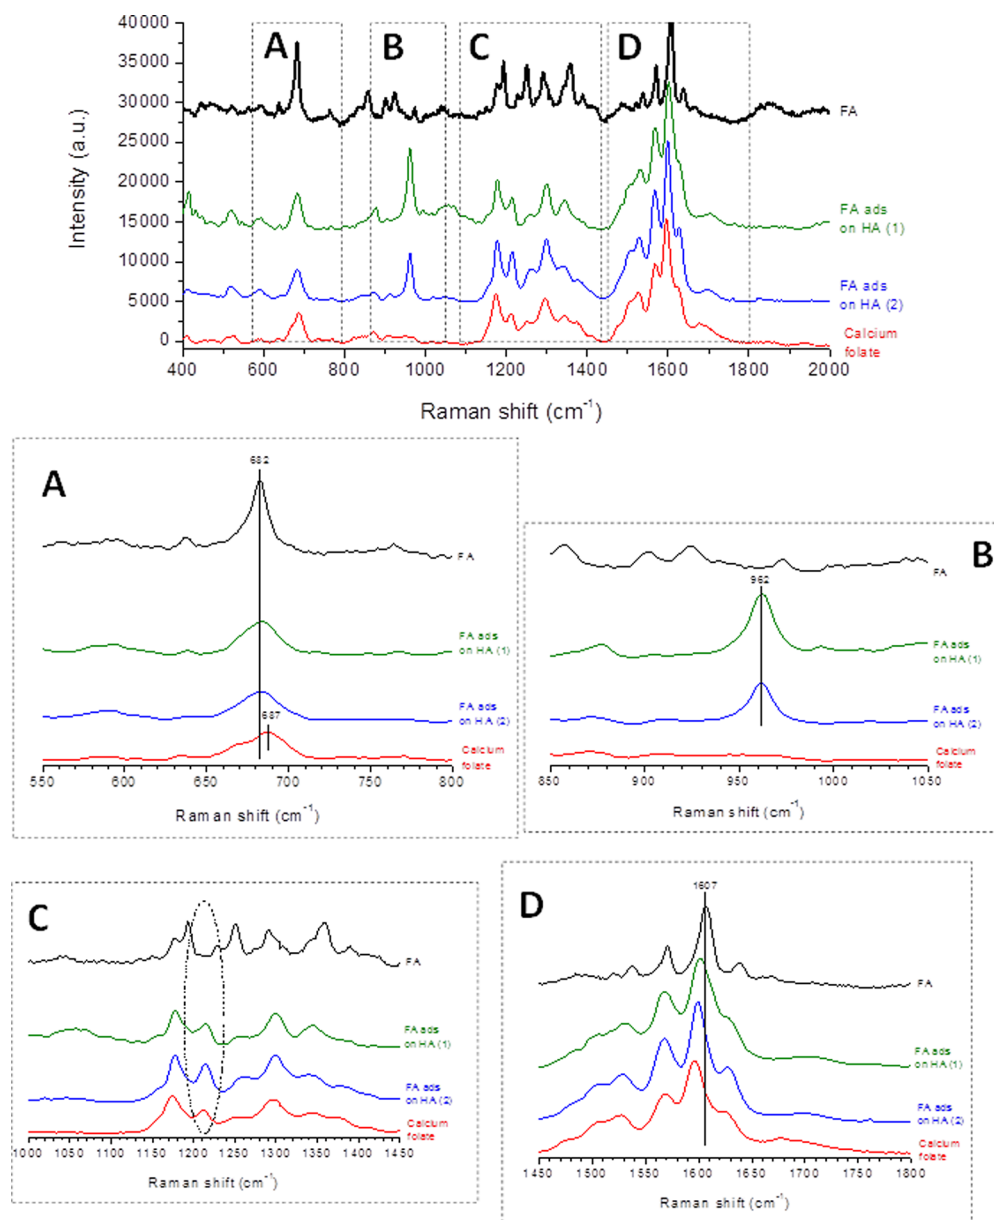 40000
35000
30000
25000
20000
15000
10000
5000
0
Intensity (a.u.)
A
B
C
D
FA
FA ads
on HA (1)
FA ads
on HA (2)
Calcium
folate
400 600 800 1000 1200 1400 1600 1800 2000
Raman shift (cm-1)
A
682
FA
FA ads
on HA (1)
FA ads
on HA (2)
687
Calcium
folate
550 600 650 700 750 800
Raman shift (cm-1)
B
FA
962
FA ads
on HA (1)
FA ads
on HA (2)
Calcium
folate
850 900 950 1000 1050
Raman shift (cm-1)
C
FA
FA ads
on HA (1)
FA ads
on HA (2)
Calcium
folate
1000 1050 1100 1150 1200 1250 1300 1350 1400 1450
Raman shift (cm-1)
D
1607
FA
FA ads
on HA (1)
FA ads
on HA (2)
Calcium
folate
1450 1500 1550 1600 1650 1700 1750 1800
Raman shift (cm-1)